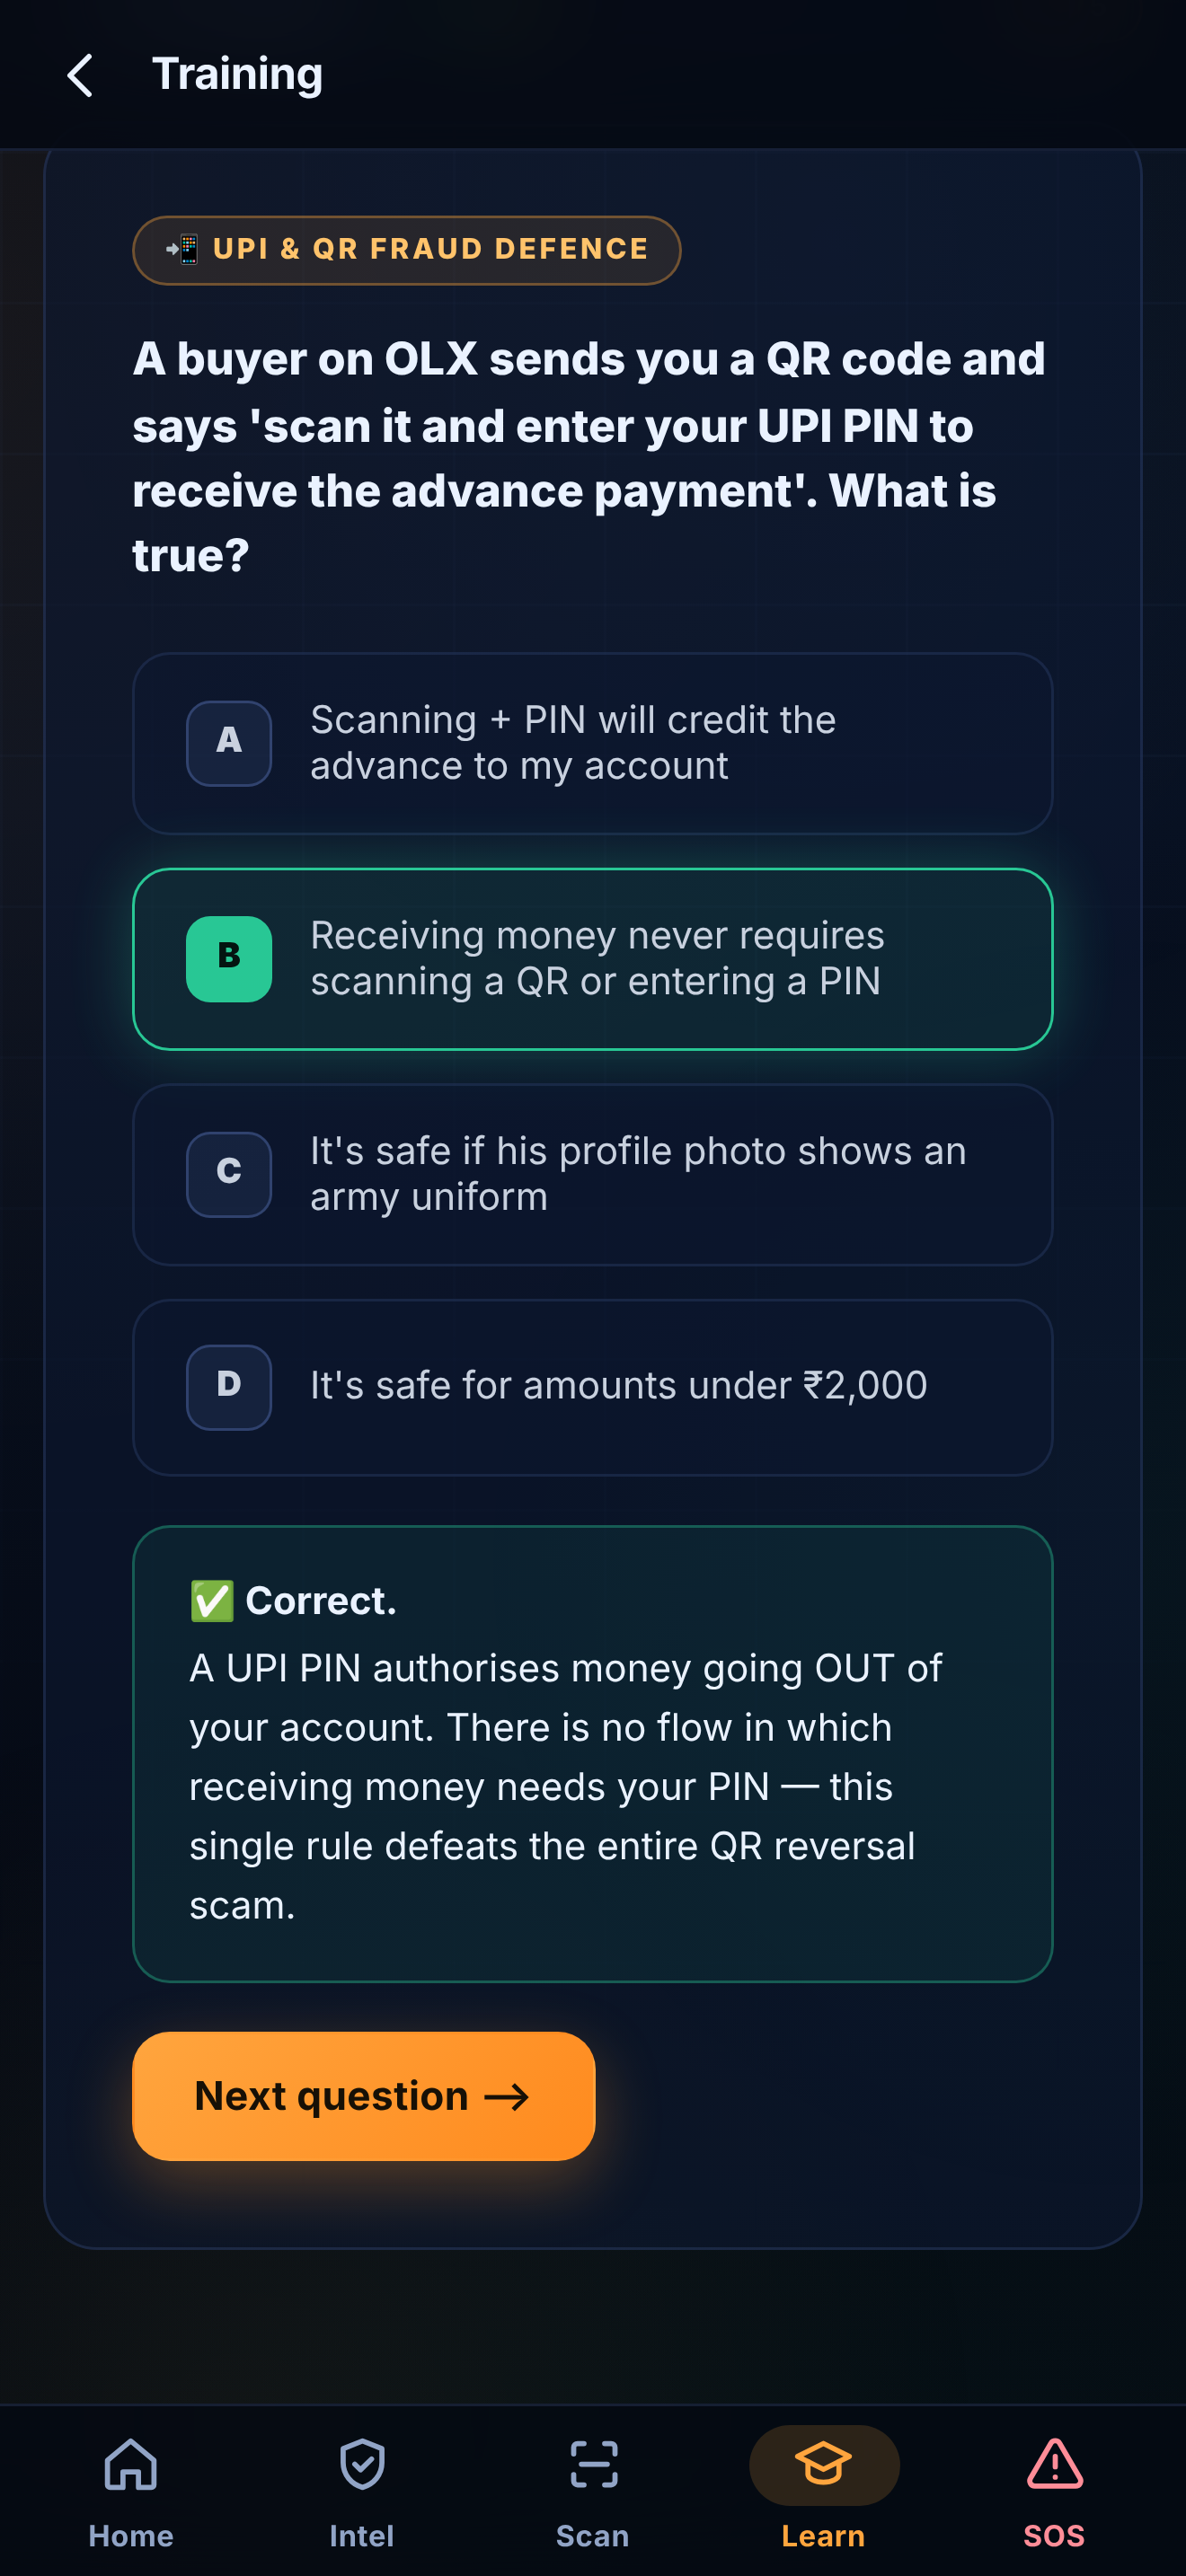 Training
📲 UPI & QR FRAUD DEFENCE
A buyer on OLX sends you a QR code and
says 'scan it and enter your UPI PIN to
receive the advance payment'. What is
true?
A
Scanning + PIN will credit the
advance to my account
B
Receiving money never requires
scanning a QR or entering a PIN
C
It's safe if his profile photo shows an
army uniform
D
It's safe for amounts under ₹2,000
✅ Correct.
A UPI PIN authorises money going OUT of
your account. There is no flow in which
receiving money needs your PIN — this
single rule defeats the entire QR reversal
scam.
Next question →
Home
Intel
Scan
Learn
SOS